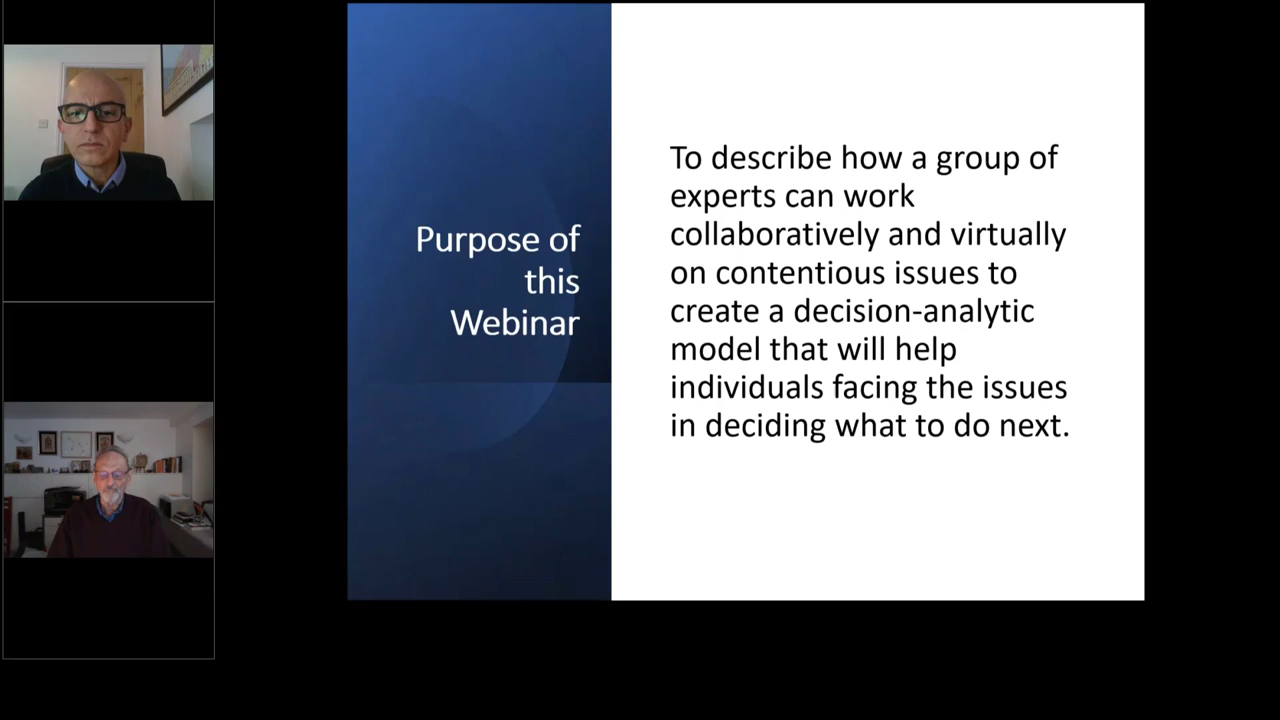 Purpose of
this
Webinar
To describe how a group of
experts can work
collaboratively and virtually
on contentious issues to
create a decision-analytic
model that will help
individuals facing the issues
in deciding what to do next.